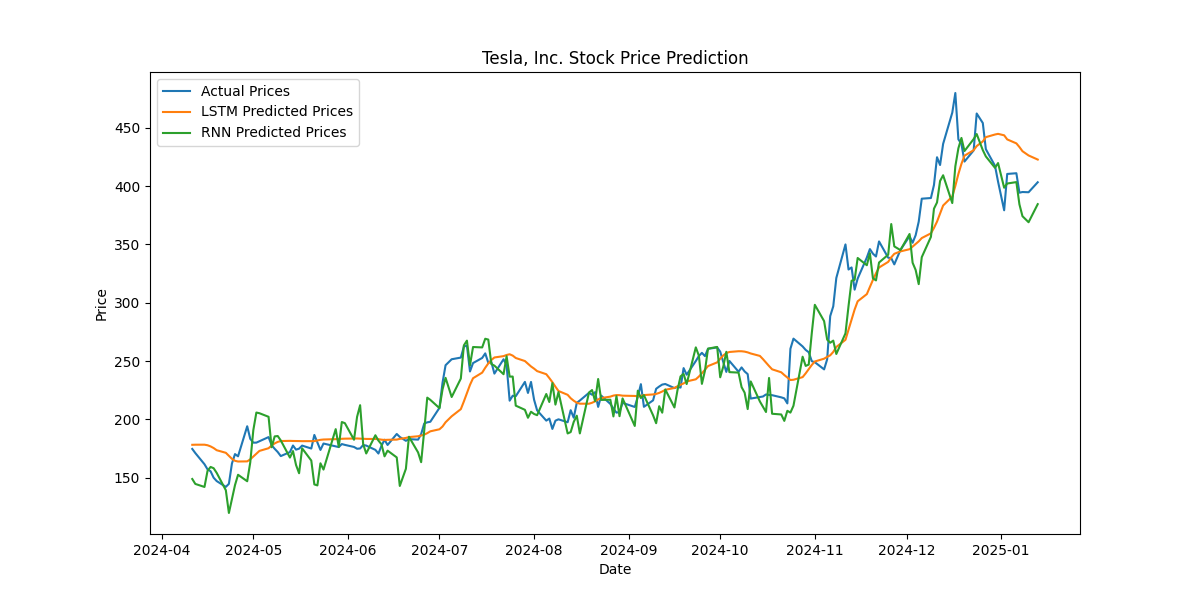 Tesla, Inc. Stock Price Prediction
Actual Prices
LSTM Predicted Prices
RNN Predicted Prices
Price
450
400
350
300
250
200
150
2024-04 2024-05 2024-06 2024-07 2024-08 2024-09 2024-10 2024-11 2024-12 2025-01
Date